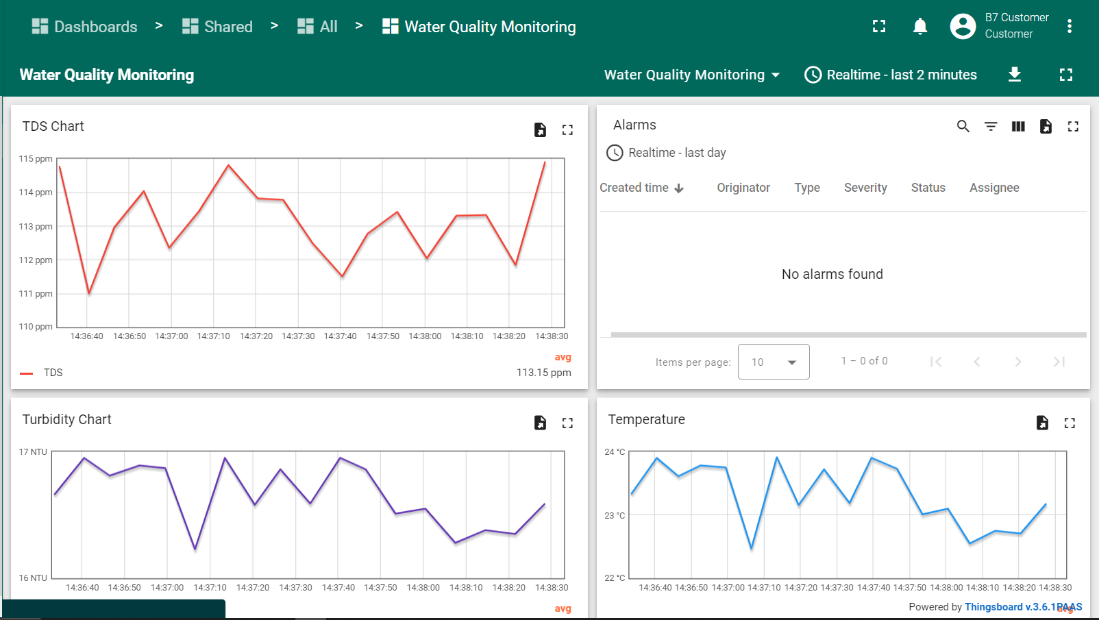 Dashboards > Shared > All > Water Quality Monitoring
B7 Customer
Customer
Water Quality Monitoring
Water Quality Monitoring
Realtime - last 2 minutes
TDS Chart
115 ppm
114 ppm
113 ppm
112 ppm
111 ppm
110 ppm
14:36:40 14:36:50 14:37:00 14:37:10 14:37:20 14:37:30 14:37:40 14:37:50 14:38:00 14:38:10 14:38:20 14:38:30
avg
TDS 113.15 ppm
Alarms
Realtime - last day
Created time Originator Type Severity Status Assignee
No alarms found
Items per page: 10 1 – 0 of 0
Turbidity Chart
17 NTU
16 NTU
14:36:40 14:36:50 14:37:00 14:37:10 14:37:20 14:37:30 14:37:40 14:37:50 14:38:00 14:38:10 14:38:20 14:38:30
avg
Temperature
24 °C
23 °C
22 °C
14:36:40 14:36:50 14:37:00 14:37:10 14:37:20 14:37:30 14:37:40 14:37:50 14:38:00 14:38:10 14:38:20 14:38:30
avg
Powered by Thingsboard v.3.6.1PAAS